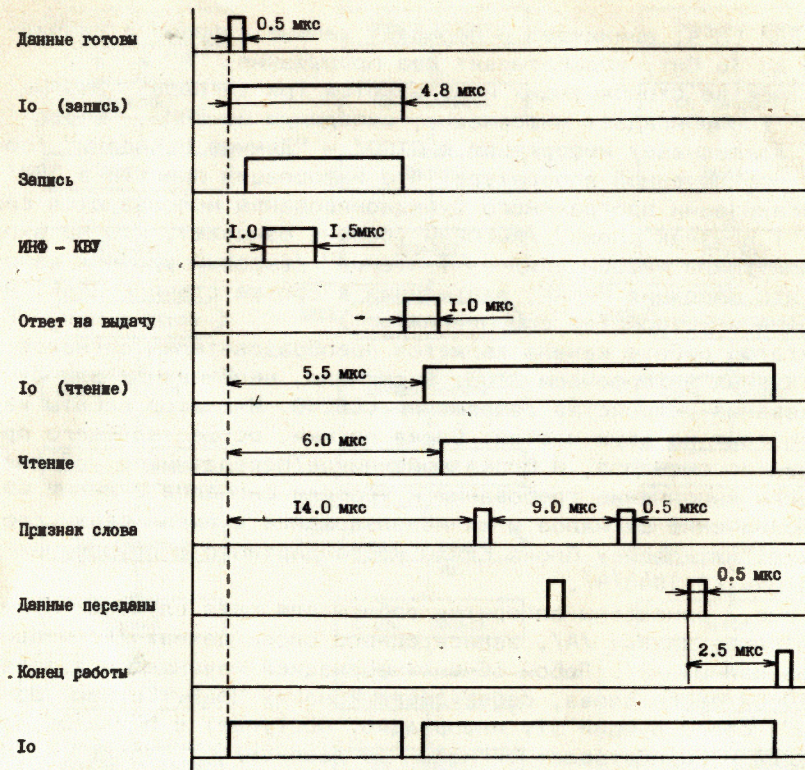 Данные готовы
0.5 мкс
Io (запись)
4.8 мкс
Запись
ИНФ - КВУ
I.0
I.5мкс
Ответ на выдачу
I.0 мкс
Io (чтение)
5.5 мкс
Чтение
6.0 мкс
Признак слова
I4.0 мкс
9.0 мкс
0.5 мкс
Данные переданы
0.5 мкс
Конец работы
2.5 мкс
Io